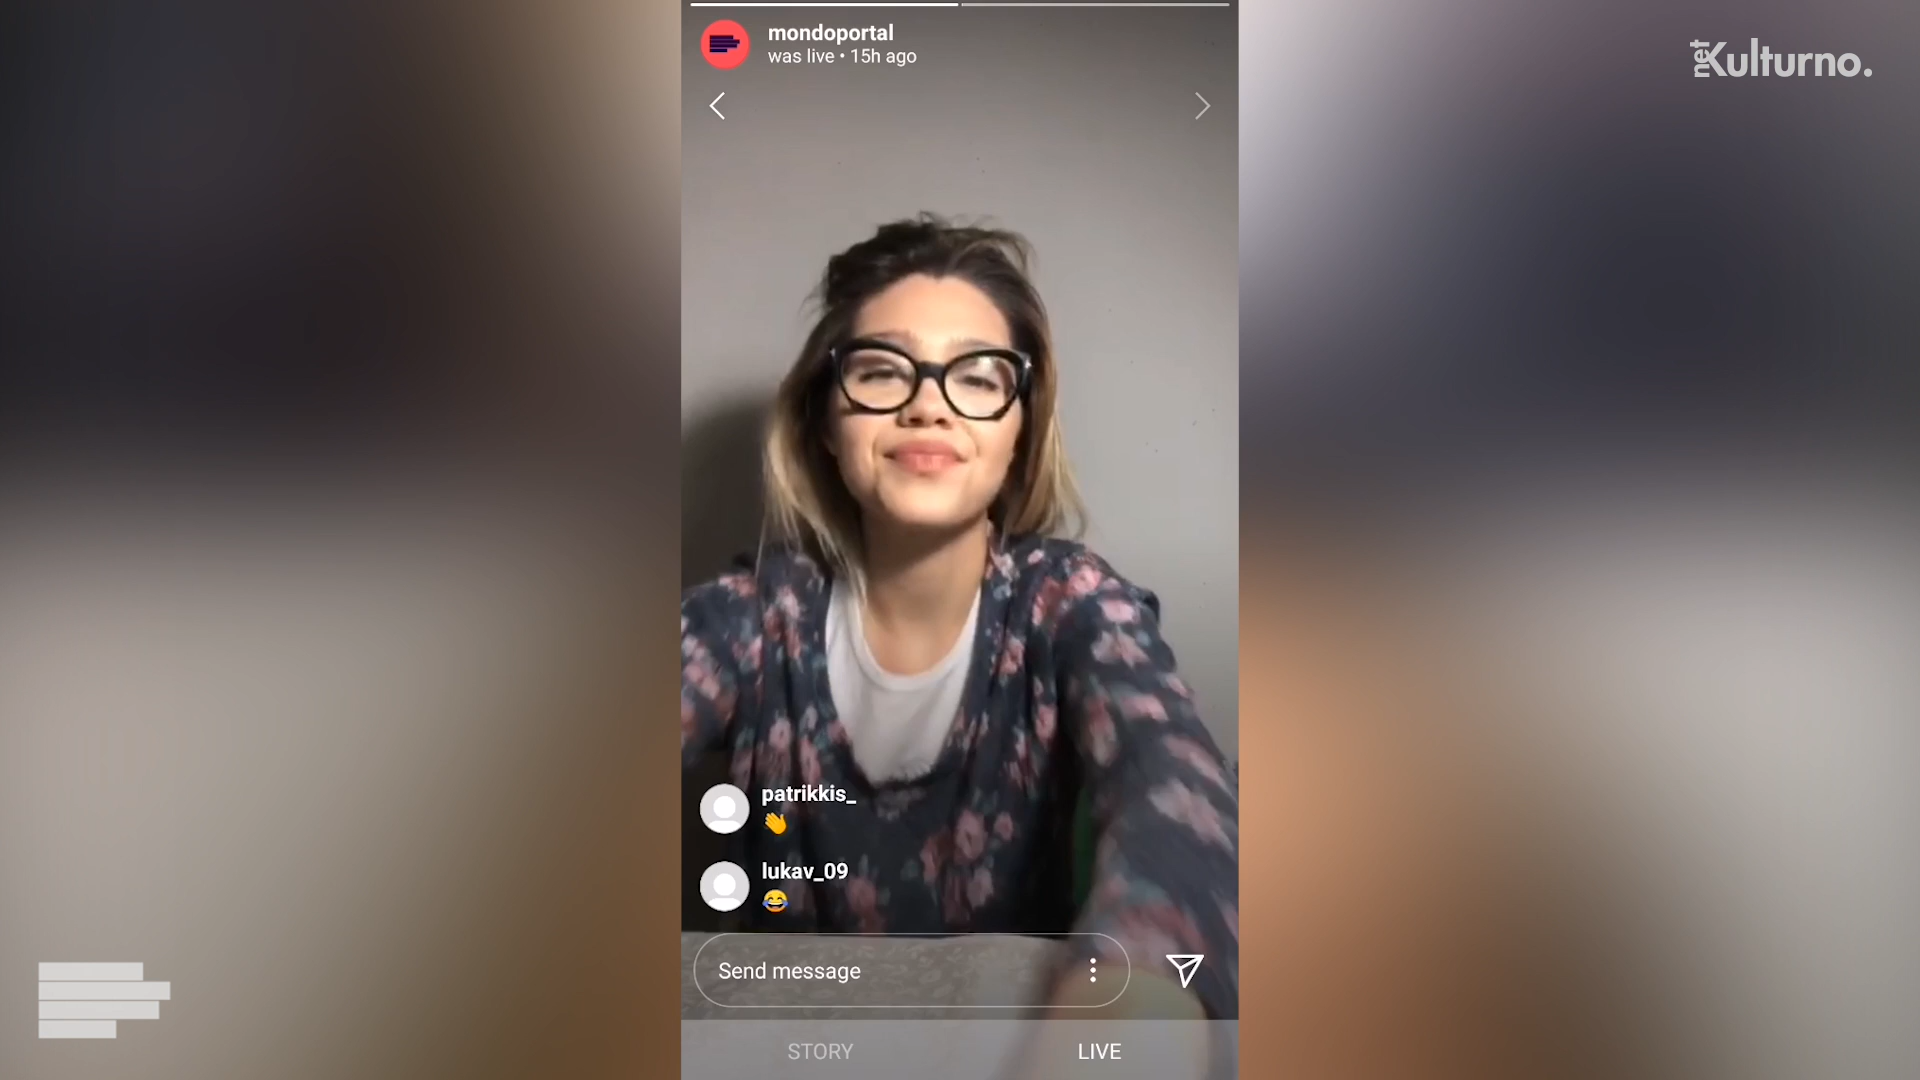 mondoportal
was live • 15h ago
netKulturno.
patrikkis_
👋
lukav_09
😂
Send message
STORY
LIVE